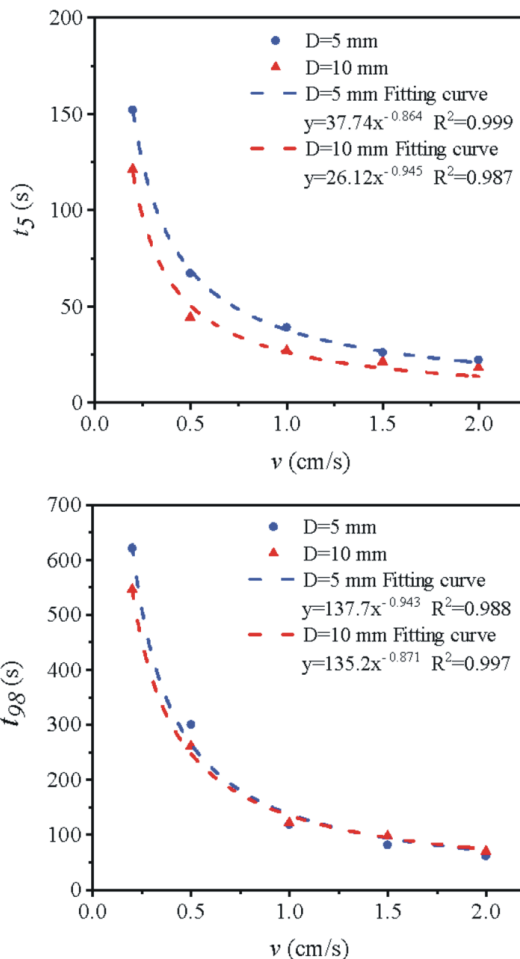 200
150
100
50
0
t5 (s)
D=5 mm
D=10 mm
D=5 mm Fitting curve
y=37.74x^-0.864 R²=0.999
D=10 mm Fitting curve
y=26.12x^-0.945 R²=0.987
0.0 0.5 1.0 1.5 2.0
v (cm/s)
700
600
500
400
300
200
100
0
t98 (s)
D=5 mm
D=10 mm
D=5 mm Fitting curve
y=137.7x^-0.943 R²=0.988
D=10 mm Fitting curve
y=135.2x^-0.871 R²=0.997
0.0 0.5 1.0 1.5 2.0
v (cm/s)